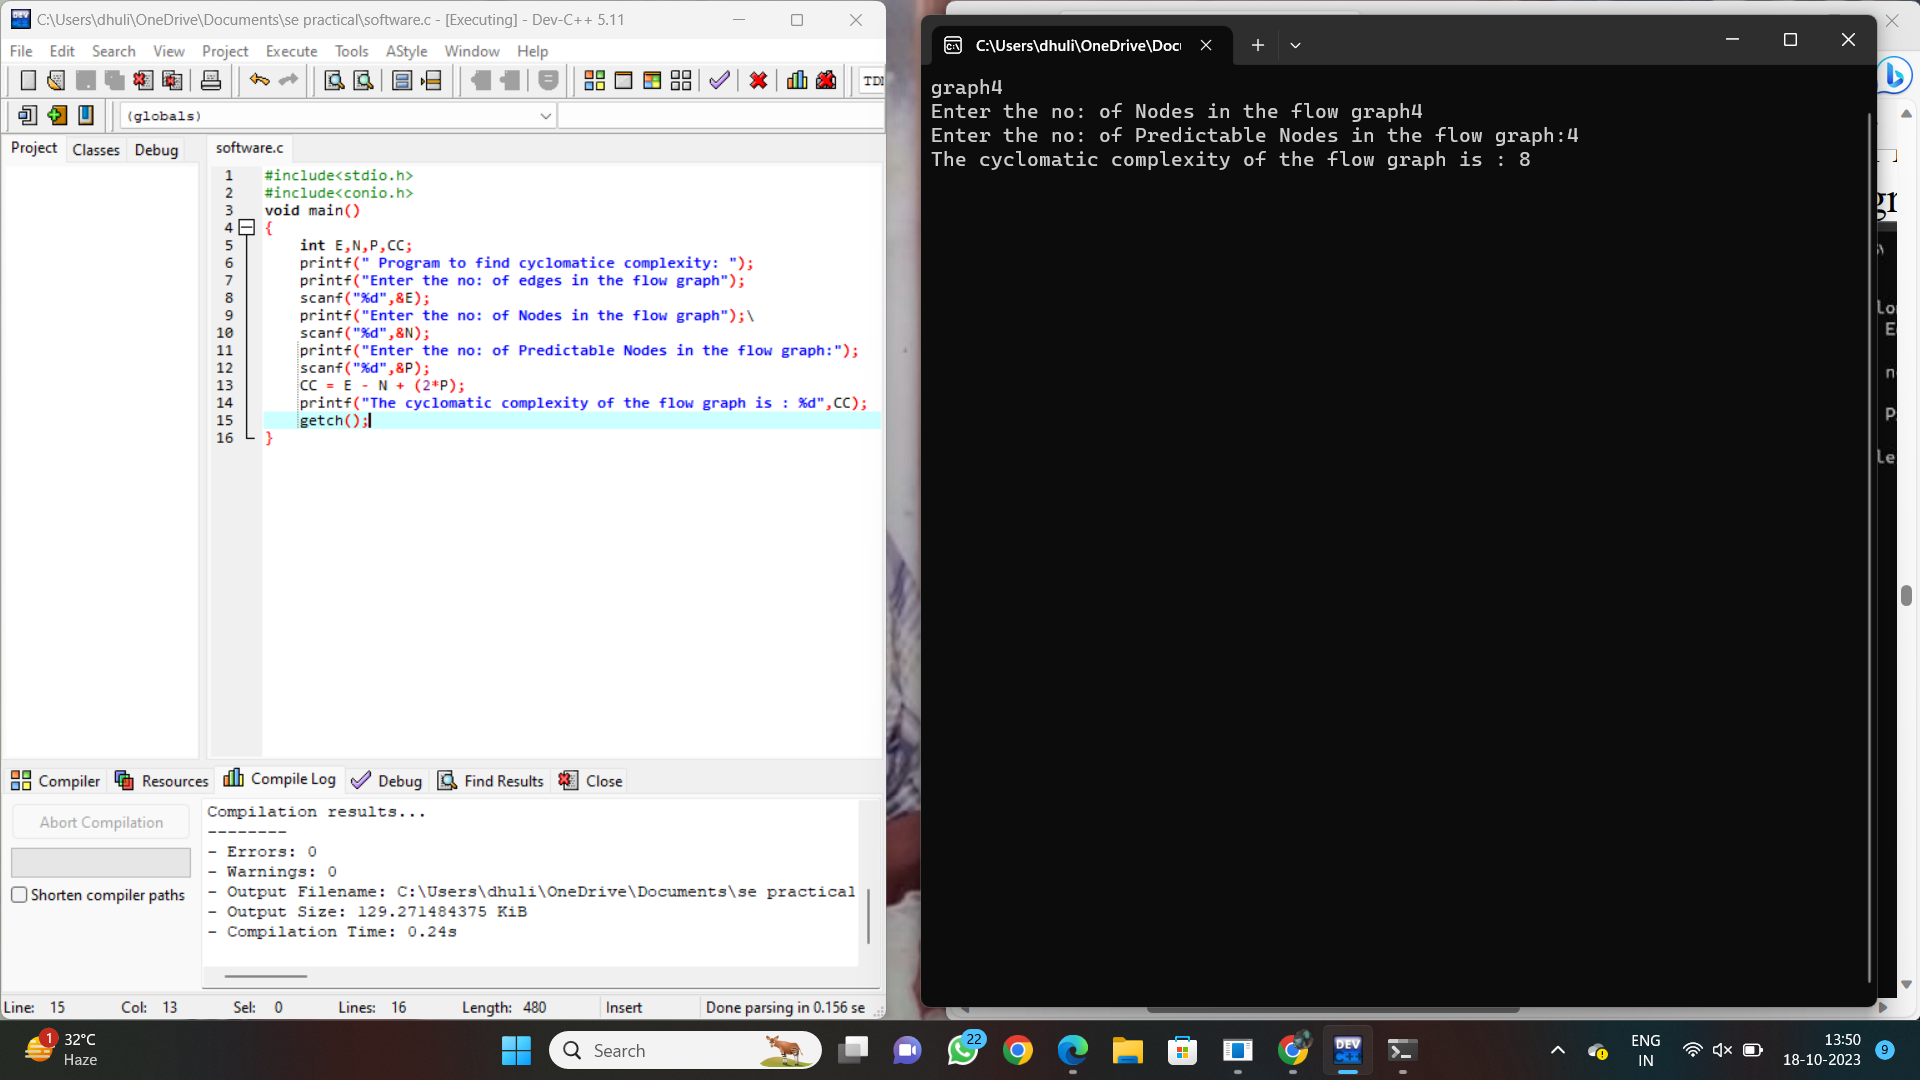 C:\Users\dhuli\OneDrive\Documents\se practical\software.c - [Executing] - Dev-C++ 5.11
File Edit Search View Project Execute Tools AStyle Window Help
(globals)
Project Classes Debug
software.c
1 #include<stdio.h>
2 #include<conio.h>
3 void main()
4 {
5 int E,N,P,CC;
6 printf(" Program to find cyclomatice complexity: ");
7 printf("Enter the no: of edges in the flow graph");
8 scanf("%d",&E);
9 printf("Enter the no: of Nodes in the flow graph");\
10 scanf("%d",&N);
11 printf("Enter the no: of Predictable Nodes in the flow graph:");
12 scanf("%d",&P);
13 CC = E - N + (2*P);
14 printf("The cyclomatic complexity of the flow graph is : %d",CC);
15 getch();
16 }
Compiler Resources Compile Log Debug Find Results Close
Abort Compilation
Shorten compiler paths
Compilation results...
--------
- Errors: 0
- Warnings: 0
- Output Filename: C:\Users\dhuli\OneDrive\Documents\se practical
- Output Size: 129.271484375 KiB
- Compilation Time: 0.24s
Line: 15 Col: 13 Sel: 0 Lines: 16 Length: 480 Insert Done parsing in 0.156 se
C:\Users\dhuli\OneDrive\Doc
graph4
Enter the no: of Nodes in the flow graph4
Enter the no: of Predictable Nodes in the flow graph:4
The cyclomatic complexity of the flow graph is : 8
1
32°C
Haze
Search
22
DEV
C++
ENG
IN
13:50
18-10-2023
9